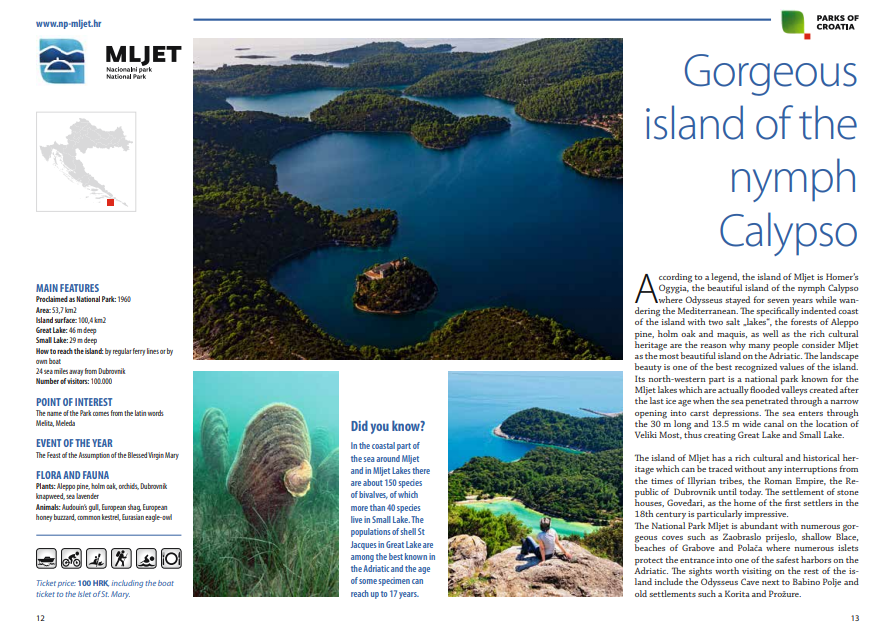 www.np-mljet.hr
MLJET
Nacionalni park
National Park
MAIN FEATURES
Proclaimed as National Park: 1960
Area: 53,7 km2
Island surface: 100,4 km2
Great Lake: 46 m deep
Small Lake: 29 m deep
How to reach the island: by regular ferry lines or by
own boat
24 sea miles away from Dubrovnik
Number of visitors: 100.000
POINT OF INTEREST
The name of the Park comes from the latin words
Melita, Meleda
EVENT OF THE YEAR
The Feast of the Assumption of the Blessed Virgin Mary
FLORA AND FAUNA
Plants: Aleppo pine, holm oak, orchids, Dubrovnik
knapweed, sea lavender
Animals: Audouin's gull, European shag, European
honey buzzard, common kestrel, Eurasian eagle-owl
Ticket price: 100 HRK, including the boat
ticket to the Islet of St. Mary.
12
Did you know?
In the coastal part of
the sea around Mljet
and in Mljet Lakes there
are about 150 species
of bivalves, of which
more than 40 species
live in Small Lake. The
populations of shell St
Jacques in Great Lake are
among the best known in
the Adriatic and the age
of some specimen can
reach up to 17 years.
PARKS OF
CROATIA
Gorgeous
island of the
nymph
Calypso
According to a legend, the island of Mljet is Homer's
Ogygia, the beautiful island of the nymph Calypso
where Odysseus stayed for seven years while wan-
dering the Mediterranean. The specifically indented coast
of the island with two salt „lakes", the forests of Aleppo
pine, holm oak and maquis, as well as the rich cultural
heritage are the reason why many people consider Mljet
as the most beautiful island on the Adriatic. The landscape
beauty is one of the best recognized values of the island.
Its north-western part is a national park known for the
Mljet lakes which are actually flooded valleys created after
the last ice age when the sea penetrated through a narrow
opening into carst depressions. The sea enters through
the 30 m long and 13.5 m wide canal on the location of
Veliki Most, thus creating Great Lake and Small Lake.
The island of Mljet has a rich cultural and historical her-
itage which can be traced without any interruptions from
the times of Illyrian tribes, the Roman Empire, the Re-
public of Dubrovnik until today. The settlement of stone
houses, Goveđari, as the home of the first settlers in the
18th century is particularly impressive.
The National Park Mljet is abundant with numerous gor-
geous coves such as Zaobraslo prijeslo, shallow Blace,
beaches of Grabove and Polača where numerous islets
protect the entrance into one of the safest harbors on the
Adriatic. The sights worth visiting on the rest of the is-
land include the Odysseus Cave next to Babino Polje and
old settlements such a Korita and Prožure.
13